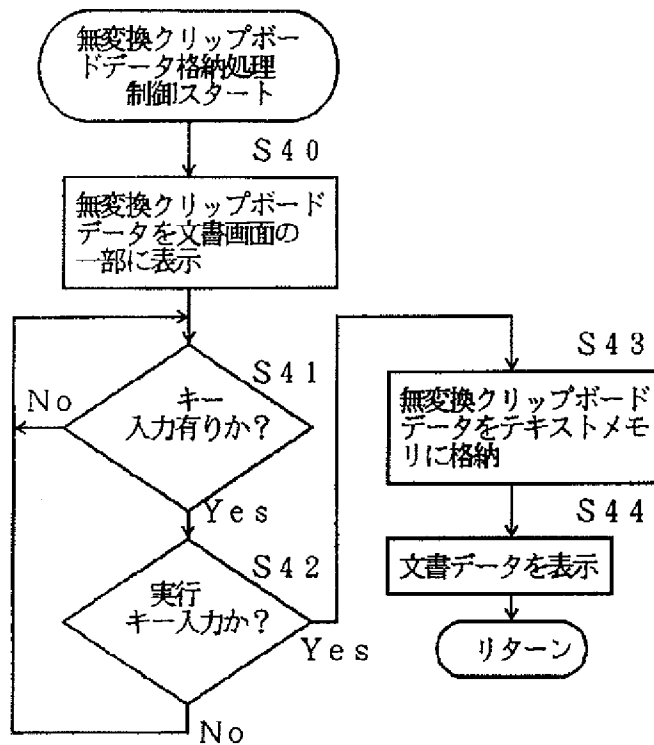 無変換クリップボー
ドデータ格納処理
制御スタート
S40
無変換クリップボード
データを文書画面の
一部に表示
S41
キー
入力有りか?
No
Yes
S42
実行
キー入力か?
Yes
No
S43
無変換クリップボード
データをテキストメモ
リに格納
S44
文書データを表示
リターン